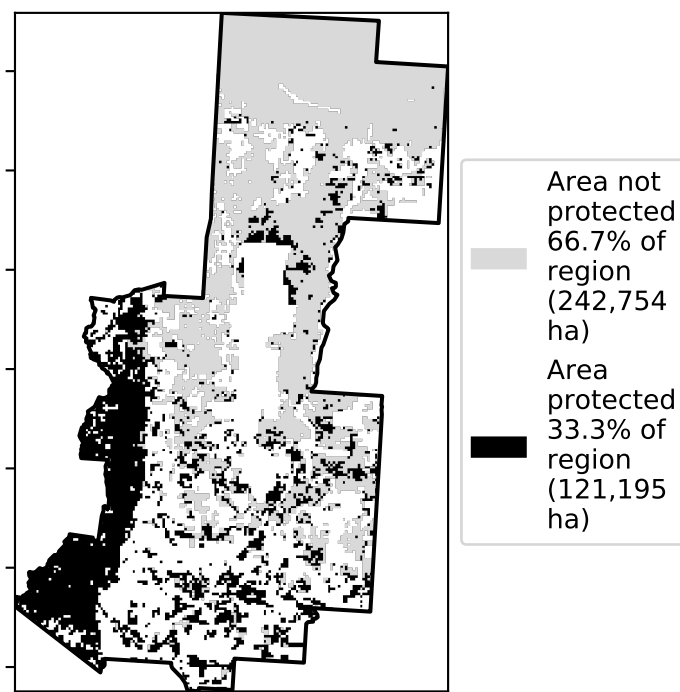 Area not
protected
66.7% of
region
(242,754
ha)
Area
protected
33.3% of
region
(121,195
ha)